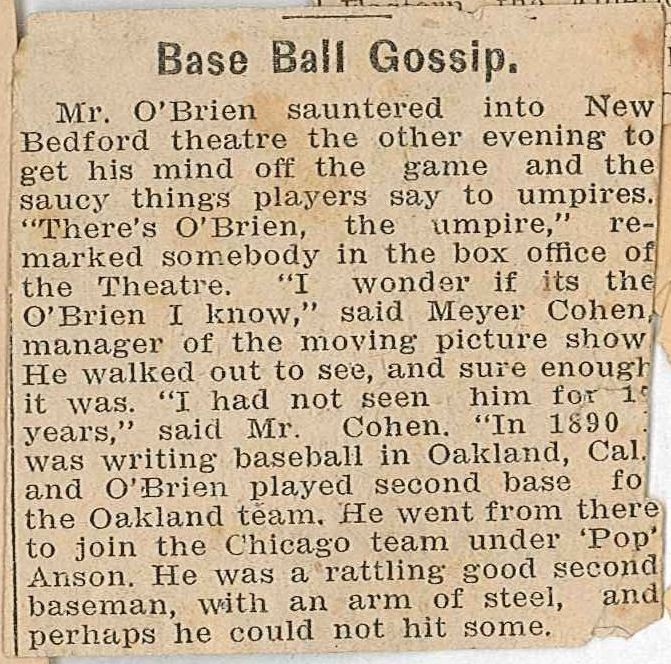 Base Ball Gossip.
Mr. O'Brien sauntered into New
Bedford theatre the other evening to
get his mind off the game and the
saucy things players say to umpires.
"There's O'Brien, the umpire," re-
marked somebody in the box office of
the Theatre. "I wonder if its the
O'Brien I know," said Meyer Cohen,
manager of the moving picture show
He walked out to see, and sure enough
it was. "I had not seen him for
years," said Mr. Cohen. "In 1890
was writing baseball in Oakland, Cal.
and O'Brien played second base fo
the Oakland team. He went from there
to join the Chicago team under 'Pop'
Anson. He was a rattling good second
baseman, with an arm of steel, and
perhaps he could not hit some.